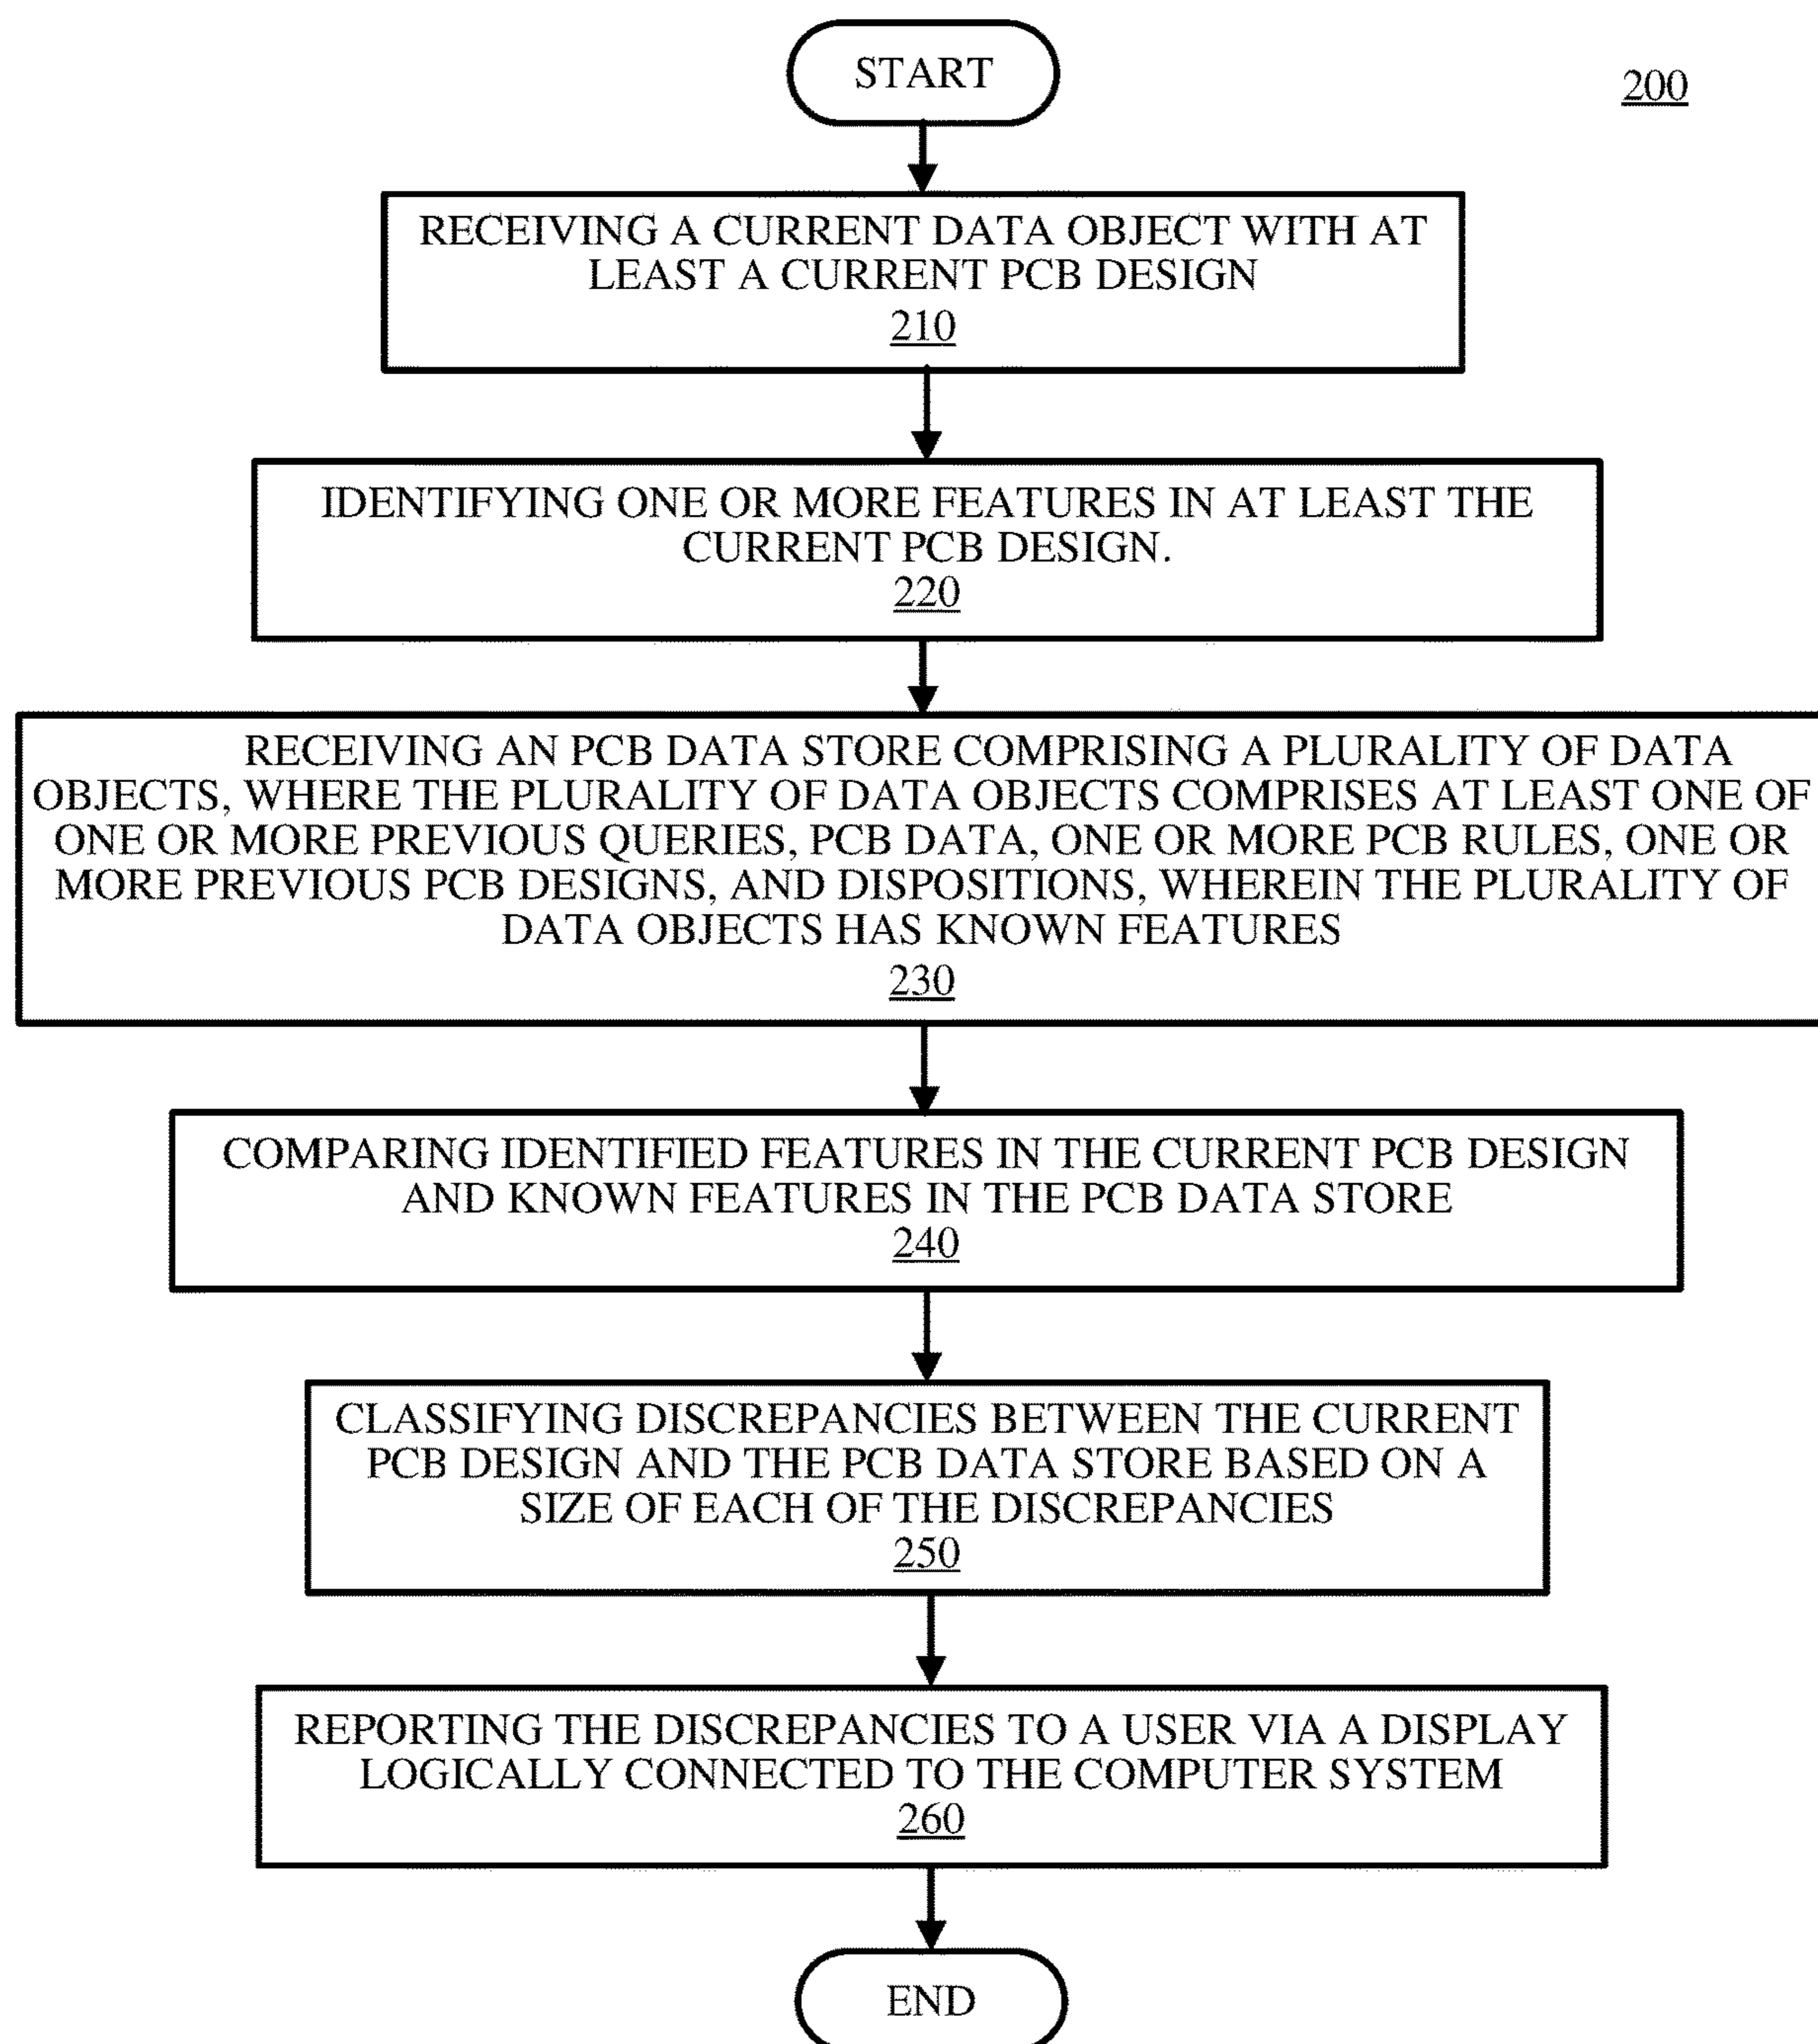 START
200
RECEIVING A CURRENT DATA OBJECT WITH AT
LEAST A CURRENT PCB DESIGN
210
IDENTIFYING ONE OR MORE FEATURES IN AT LEAST THE
CURRENT PCB DESIGN.
220
RECEIVING AN PCB DATA STORE COMPRISING A PLURALITY OF DATA
OBJECTS, WHERE THE PLURALITY OF DATA OBJECTS COMPRISES AT LEAST ONE OF
ONE OR MORE PREVIOUS QUERIES, PCB DATA, ONE OR MORE PCB RULES, ONE OR
MORE PREVIOUS PCB DESIGNS, AND DISPOSITIONS, WHEREIN THE PLURALITY OF
DATA OBJECTS HAS KNOWN FEATURES
230
COMPARING IDENTIFIED FEATURES IN THE CURRENT PCB DESIGN
AND KNOWN FEATURES IN THE PCB DATA STORE
240
CLASSIFYING DISCREPANCIES BETWEEN THE CURRENT
PCB DESIGN AND THE PCB DATA STORE BASED ON A
SIZE OF EACH OF THE DISCREPANCIES
250
REPORTING THE DISCREPANCIES TO A USER VIA A DISPLAY
LOGICALLY CONNECTED TO THE COMPUTER SYSTEM
260
END